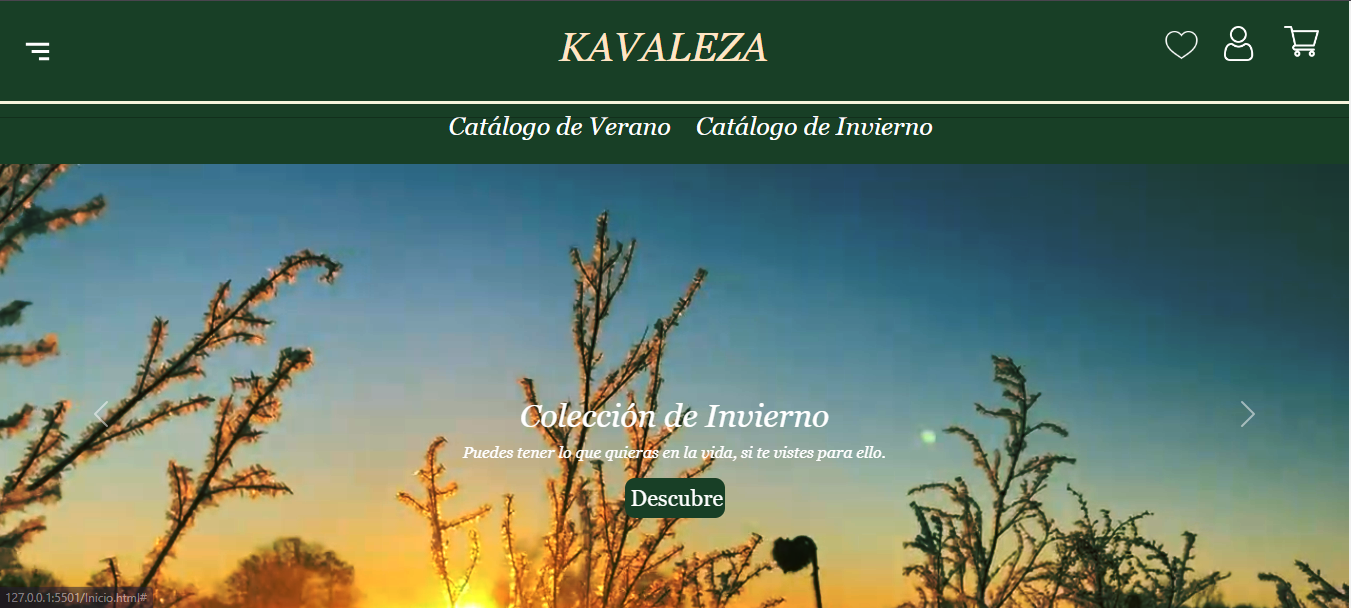 KAVALEZA
Catálogo de Verano Catálogo de Invierno
Colección de Invierno
Puedes tener lo que quieras en la vida, si te vistes para ello.
Descubre
127.0.0.1:5501/Inicio.html#